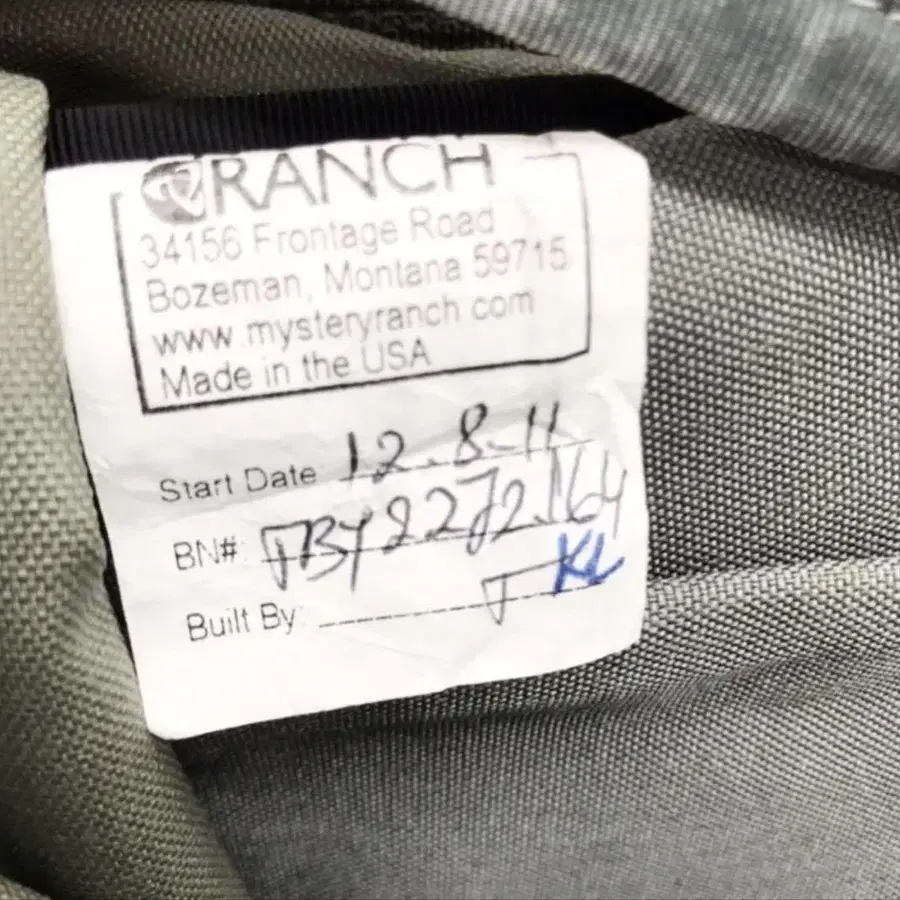 RANCH
34156 Frontage Road
Bozeman, Montana 59715
www.mysteryranch.com
Made in the USA
Start Date 12.8.11
BN#
Built By: KL